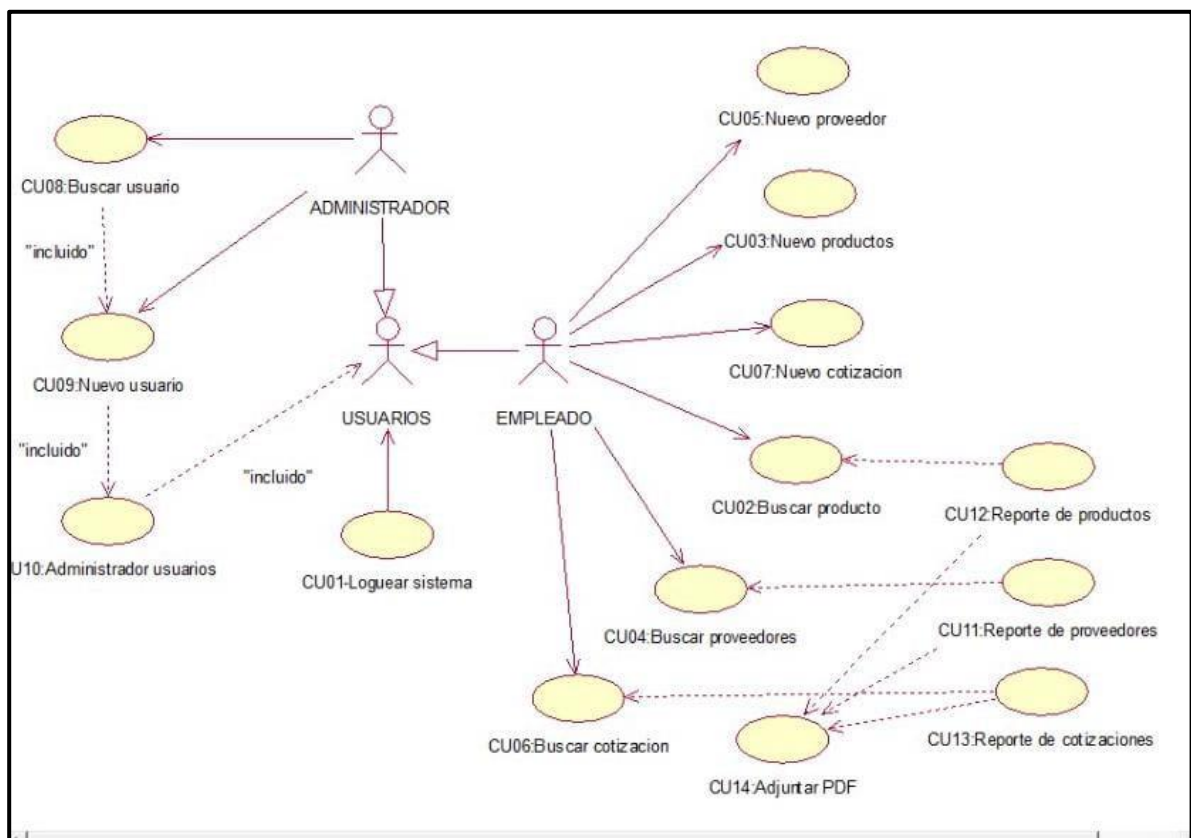 CU05:Nuevo proveedor
CU08:Buscar usuario
ADMINISTRADOR
CU03:Nuevo productos
"incluido"
CU09:Nuevo usuario
CU07:Nuevo cotizacion
USUARIOS
EMPLEADO
"incluido"
"incluido"
CU02:Buscar producto
CU12:Reporte de productos
U10:Administrador usuarios
CU01-Loguear sistema
CU04:Buscar proveedores
CU11:Reporte de proveedores
CU06:Buscar cotizacion
CU13:Reporte de cotizaciones
CU14:Adjuntar PDF